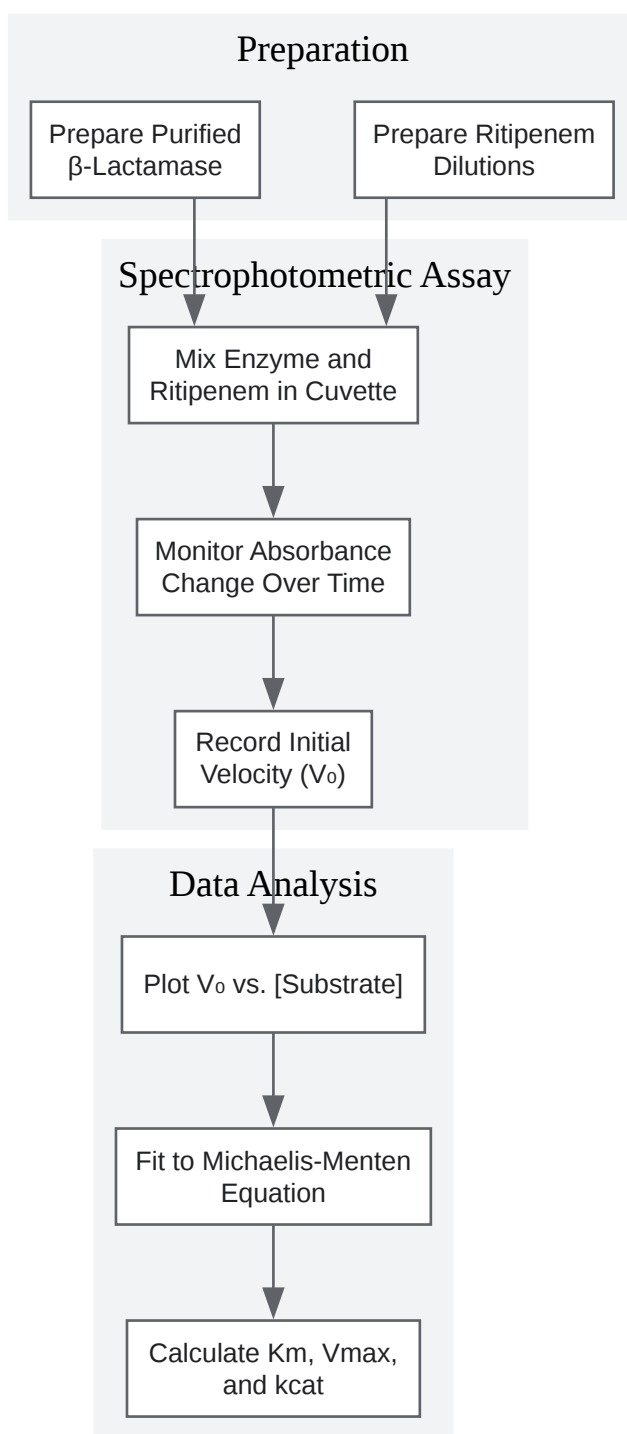 Preparation
Prepare Purified
β-Lactamase
Prepare Ritipenem
Dilutions
Spectrophotometric Assay
Mix Enzyme and
Ritipenem in Cuvette
Monitor Absorbance
Change Over Time
Record Initial
Velocity (V₀)
Data Analysis
Plot V₀ vs. [Substrate]
Fit to Michaelis-Menten
Equation
Calculate Km, Vmax,
and kcat